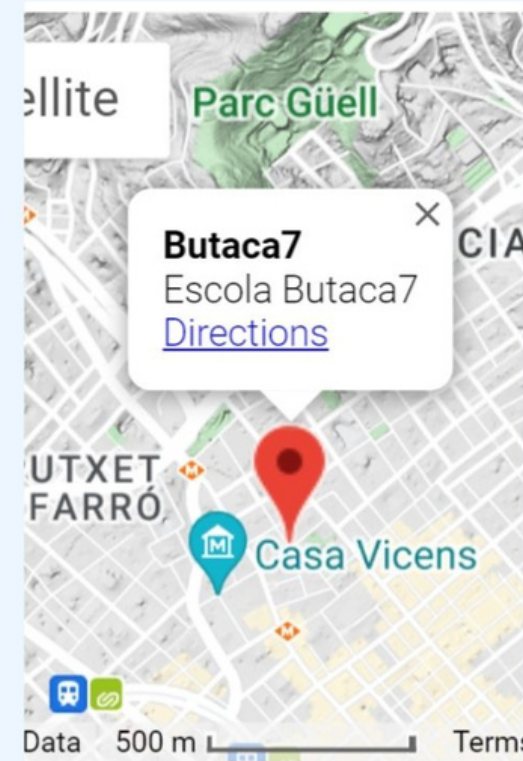 ellite
Parc Güell
Butaca7
CIA
Escola Butaca7
Directions
UTXET
FARRÓ
Casa Vicens
Data 500 m Terms